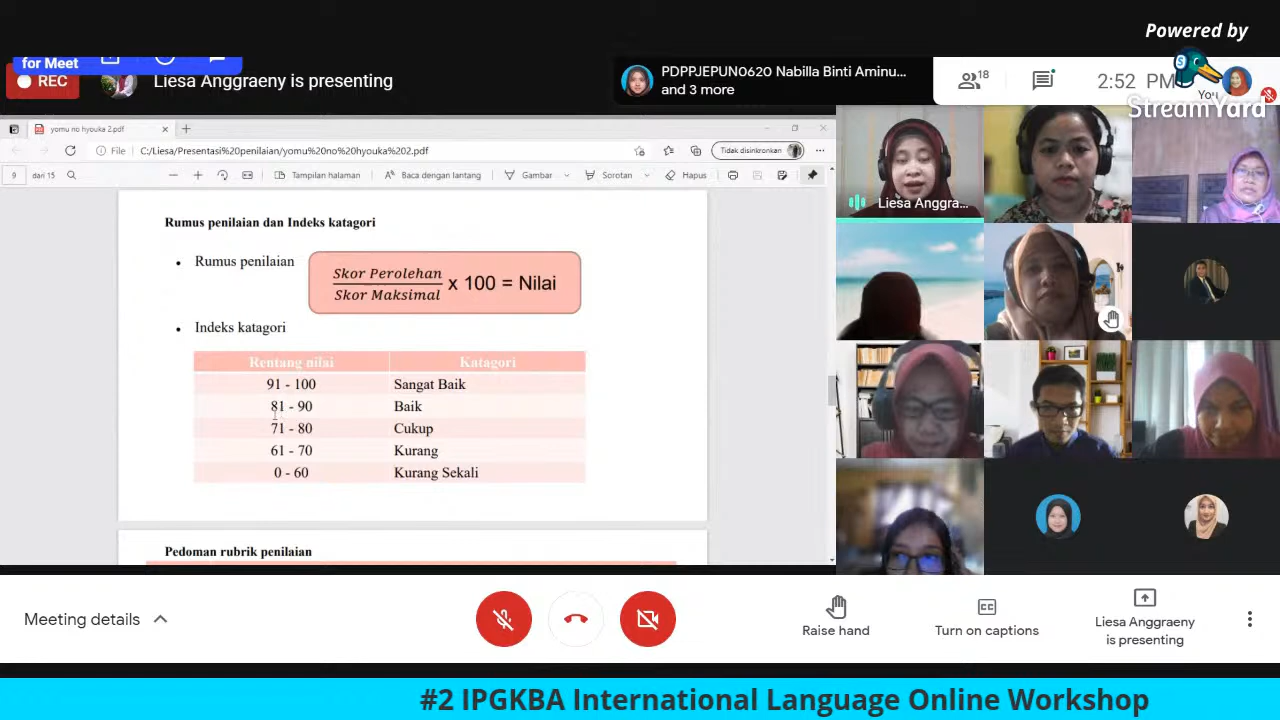 Powered by
StreamYard
for Meet
REC
Liesa Anggraeny is presenting
PDPPJEPUN0620 Nabilla Binti Aminu...
and 3 more
18
2:52 PM
You
yomu no hyouka 2.pdf
File
C:/Liesa/Presentasi%20penilaian/yomu%20no%20hyouka%202.pdf
Tidak disinkronkan
9 dari 15
Tampilan halaman
Baca dengan lantang
Gambar
Sorotan
Hapus
Rumus penilaian dan Indeks katagori
Rumus penilaian
Skor Perolehan
Skor Maksimal
x 100 = Nilai
Indeks katagori
Rentang nilai Katagori
91 - 100 Sangat Baik
81 - 90 Baik
71 - 80 Cukup
61 - 70 Kurang
0 - 60 Kurang Sekali
Pedoman rubrik penilaian
Liesa Anggra...
Meeting details
Raise hand
Turn on captions
Liesa Anggraeny
is presenting
#2 IPGKBA International Language Online Workshop